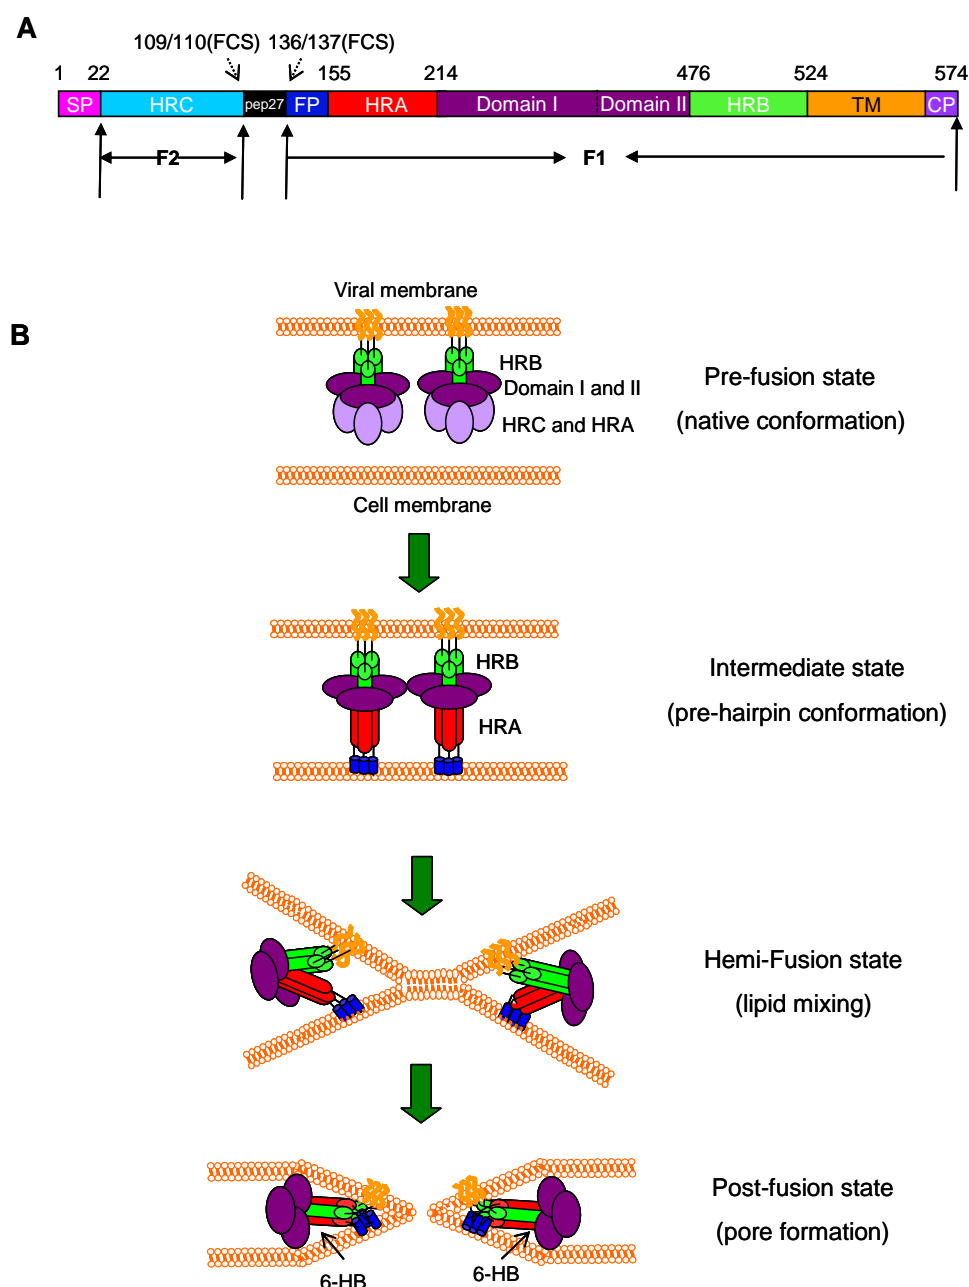 A
109/110(FCS) 136/137(FCS)
1 22 155 214 476 524 574
SP HRC pep27 FP HRA Domain I Domain II HRB TM CP
F2 F1
B
Viral membrane
HRB
Domain I and II
HRC and HRA
Pre-fusion state
(native conformation)
Cell membrane
HRB
HRA
Intermediate state
(pre-hairpin conformation)
Hemi-Fusion state
(lipid mixing)
Post-fusion state
(pore formation)
6-HB 6-HB